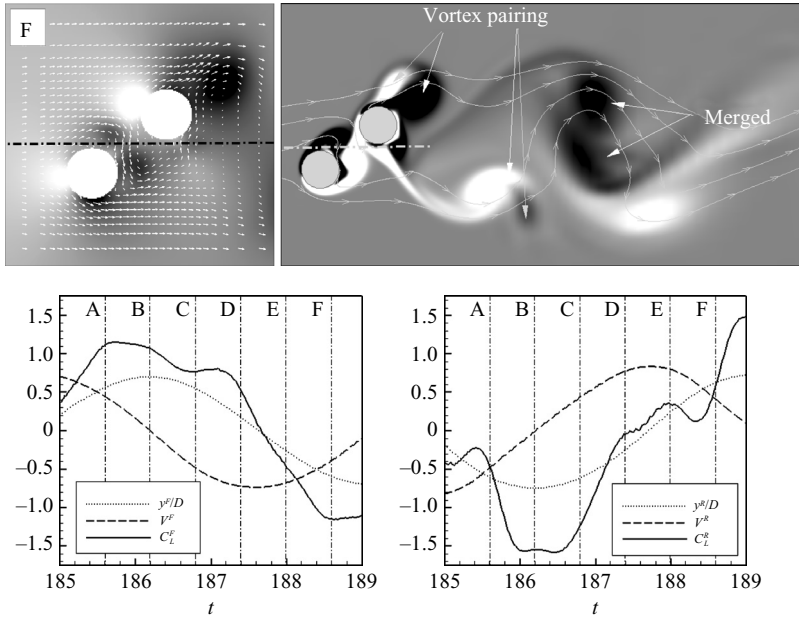 F
Vortex pairing
Merged
1.5
1.0
0.5
0
−0.5
−1.0
−1.5
A B C D E F
y^F/D
V^F
C_L^F
185 186 187 188 189
t
1.5
1.0
0.5
0
−0.5
−1.0
−1.5
A B C D E F
y^R/D
V^R
C_L^R
185 186 187 188 189
t